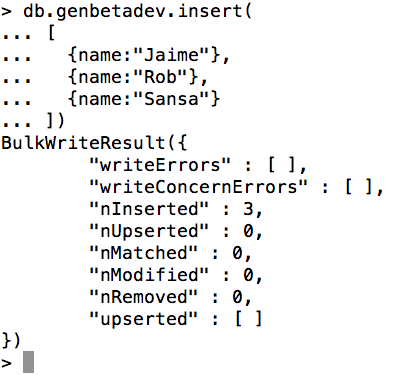 > db.genbetadev.insert(
... [
...   {name:"Jaime"},
...   {name:"Rob"},
...   {name:"Sansa"}
... ])
BulkWriteResult({
        "writeErrors" : [ ],
        "writeConcernErrors" : [ ],
        "nInserted" : 3,
        "nUpserted" : 0,
        "nMatched" : 0,
        "nModified" : 0,
        "nRemoved" : 0,
        "upserted" : [ ]
})
>